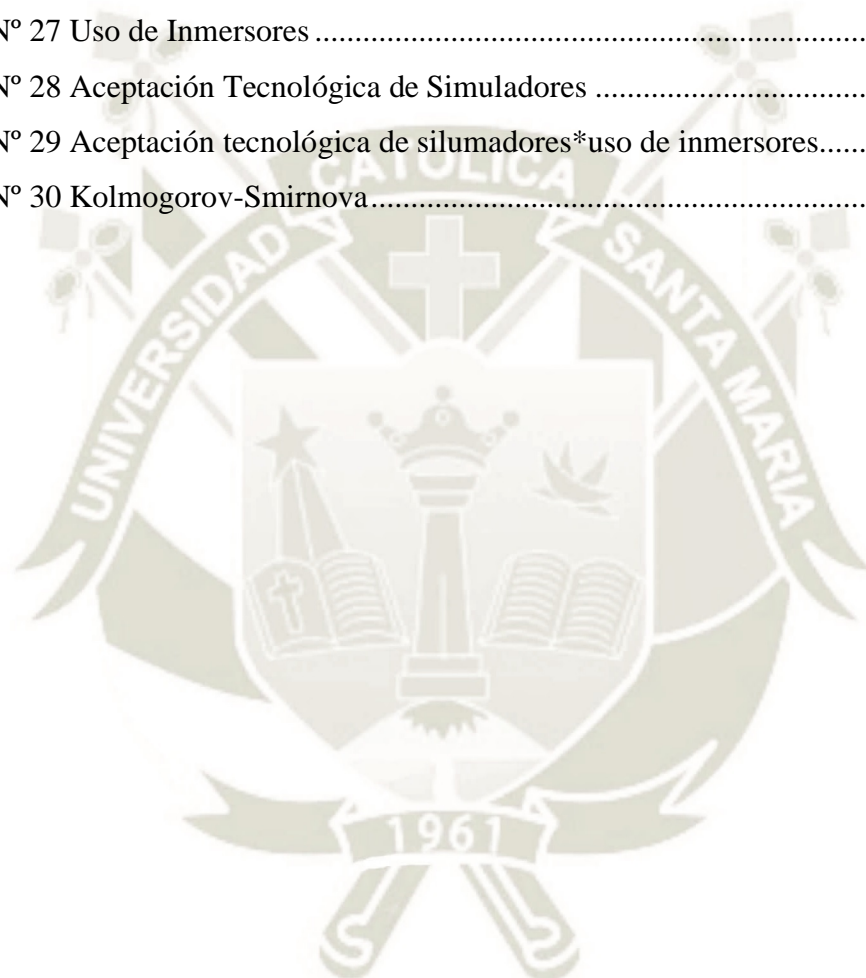 Nº 27 Uso de Inmersores ....................................................................
Nº 28 Aceptación Tecnológica de Simuladores ..................................
Nº 29 Aceptación tecnológica de silumadores*uso de inmersores......
Nº 30 Kolmogorov-Smirnova.............................................................
UNIVERSIDAD CATOLICA SANTA MARIA
1961